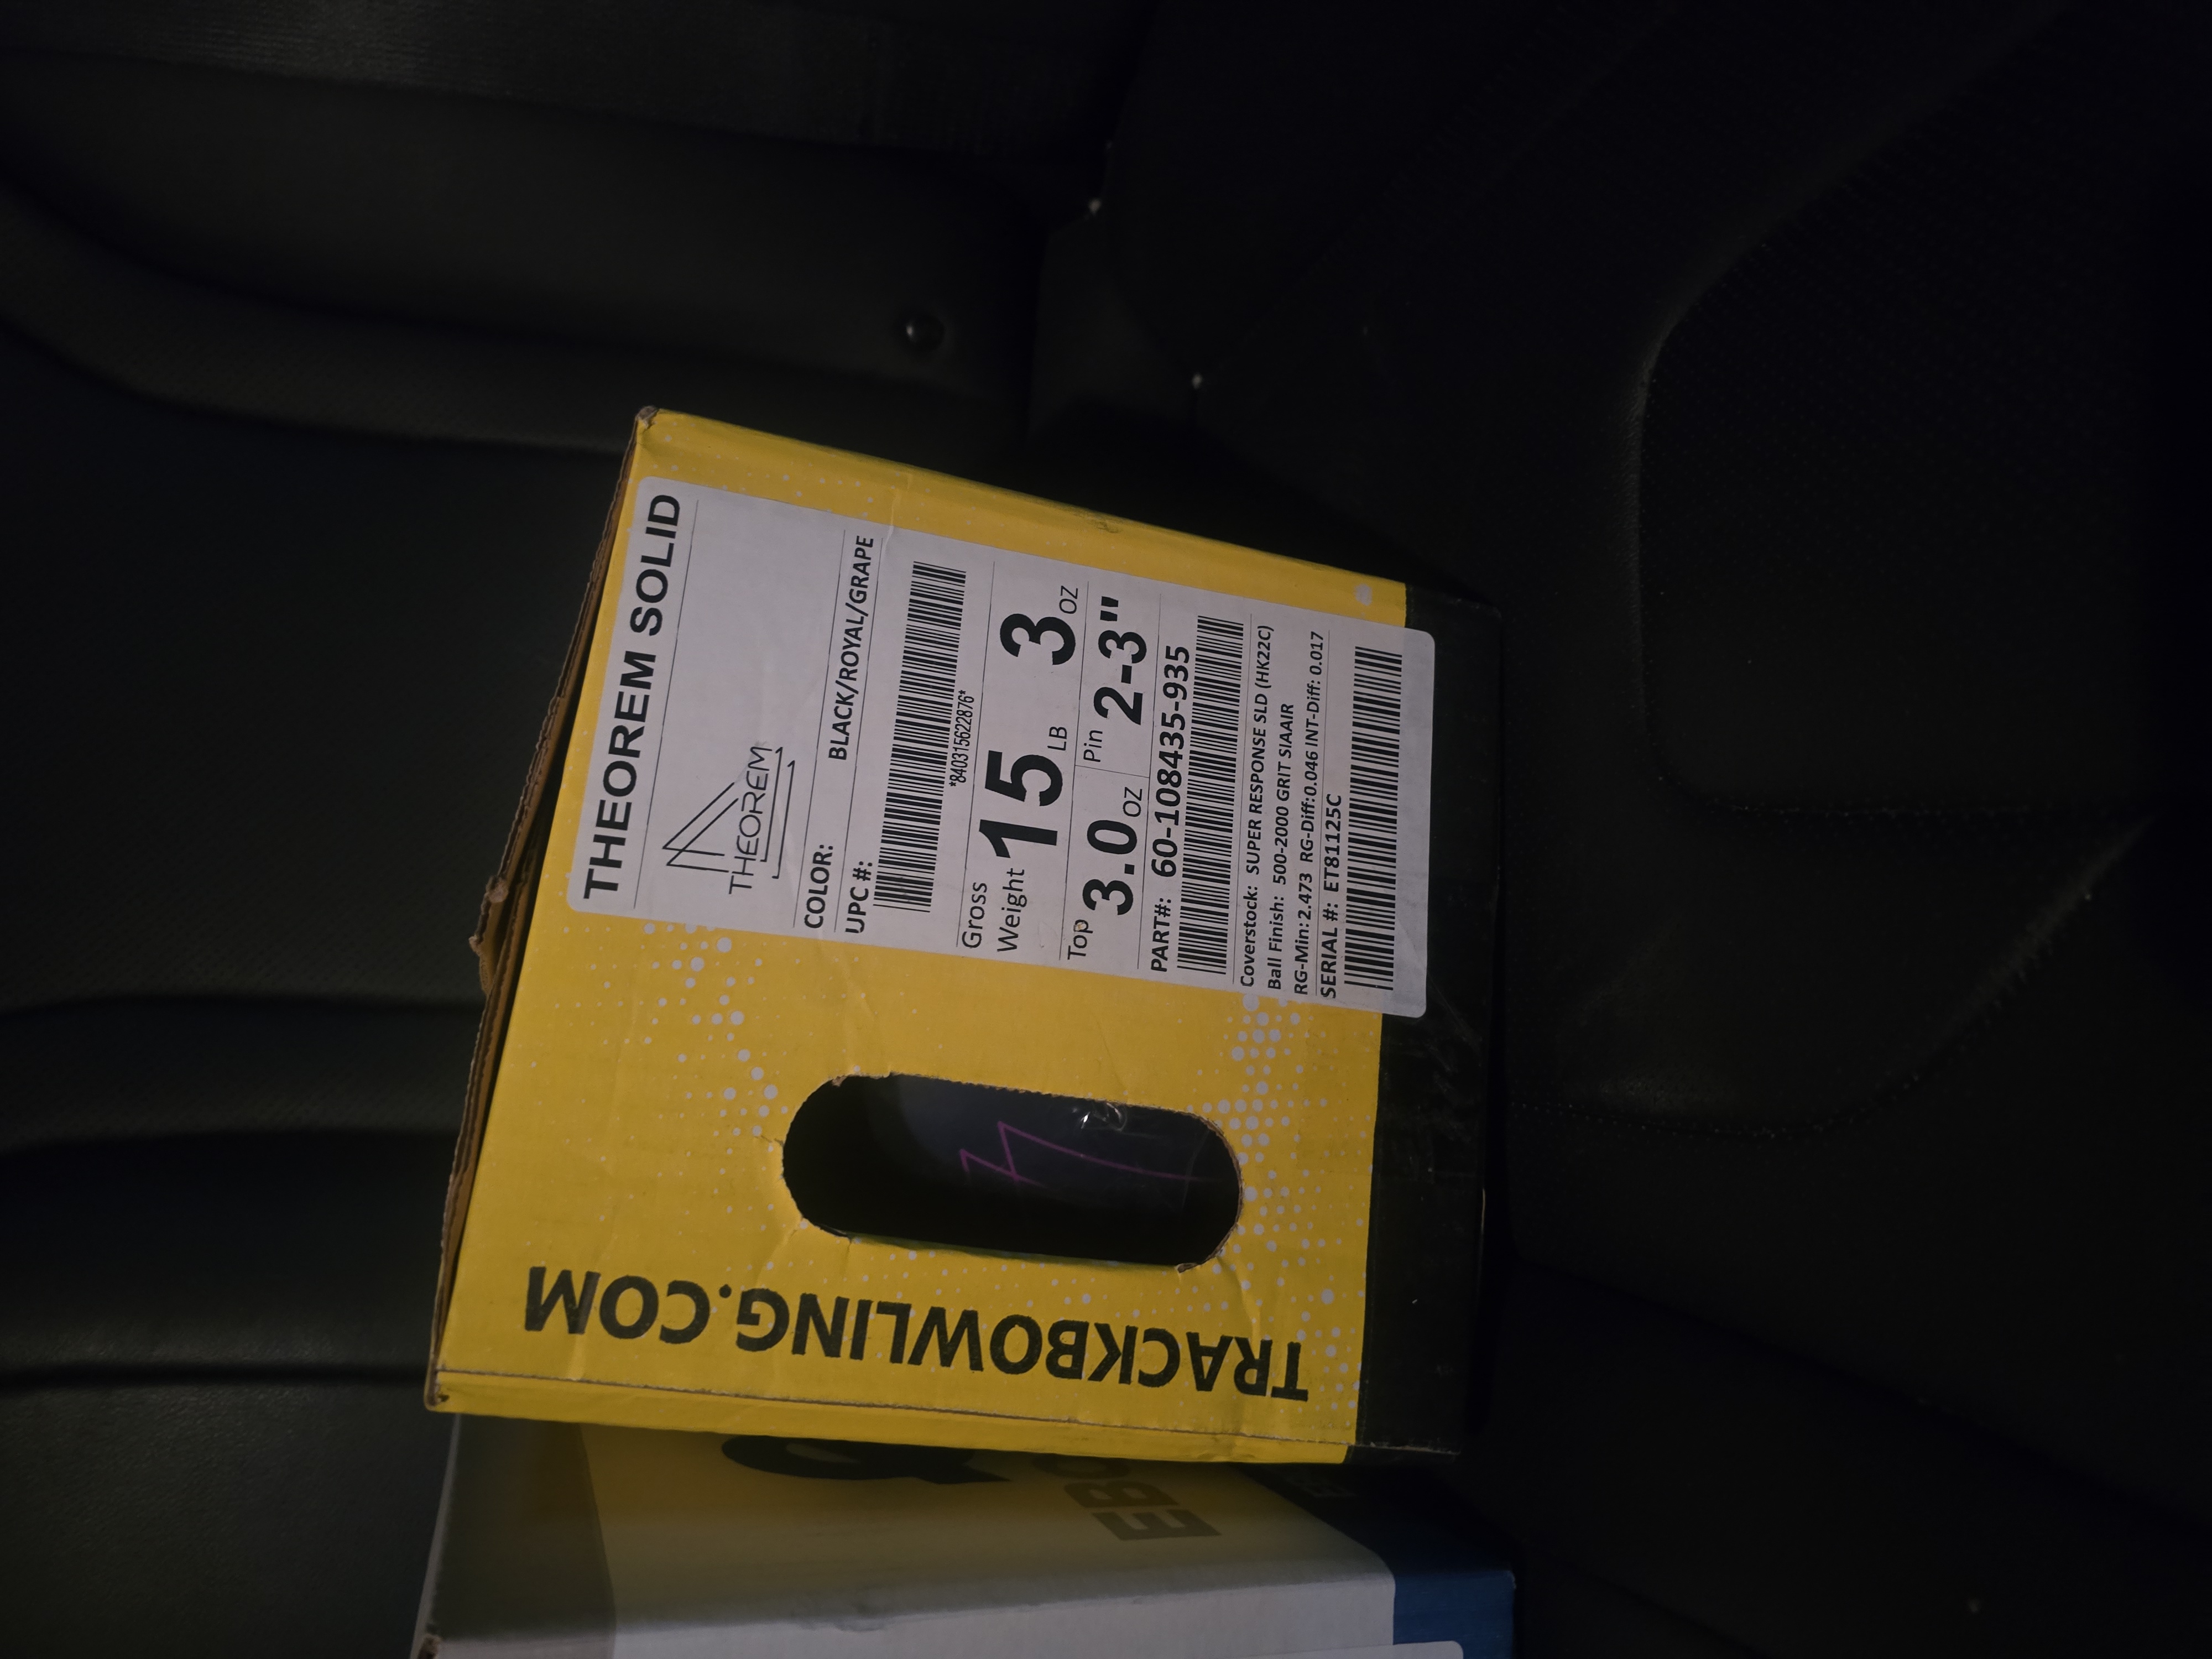 THEOREM SOLID
THEOREM
COLOR: BLACK/ROYAL/GRAPE
UPC #:
*840315622876*
Gross Weight 15 LB 3 OZ
Top 3.0 OZ Pin 2-3"
PART#: 60-108435-935
Coverstock: SUPER RESPONSE SLD (HK22C)
Ball Finish: 500-2000 GRIT SIAAIR
RG-Min: 2.473 RG-Diff: 0.046 INT-Diff: 0.017
SERIAL #: ET81125C
TRACKBOWLING.COM